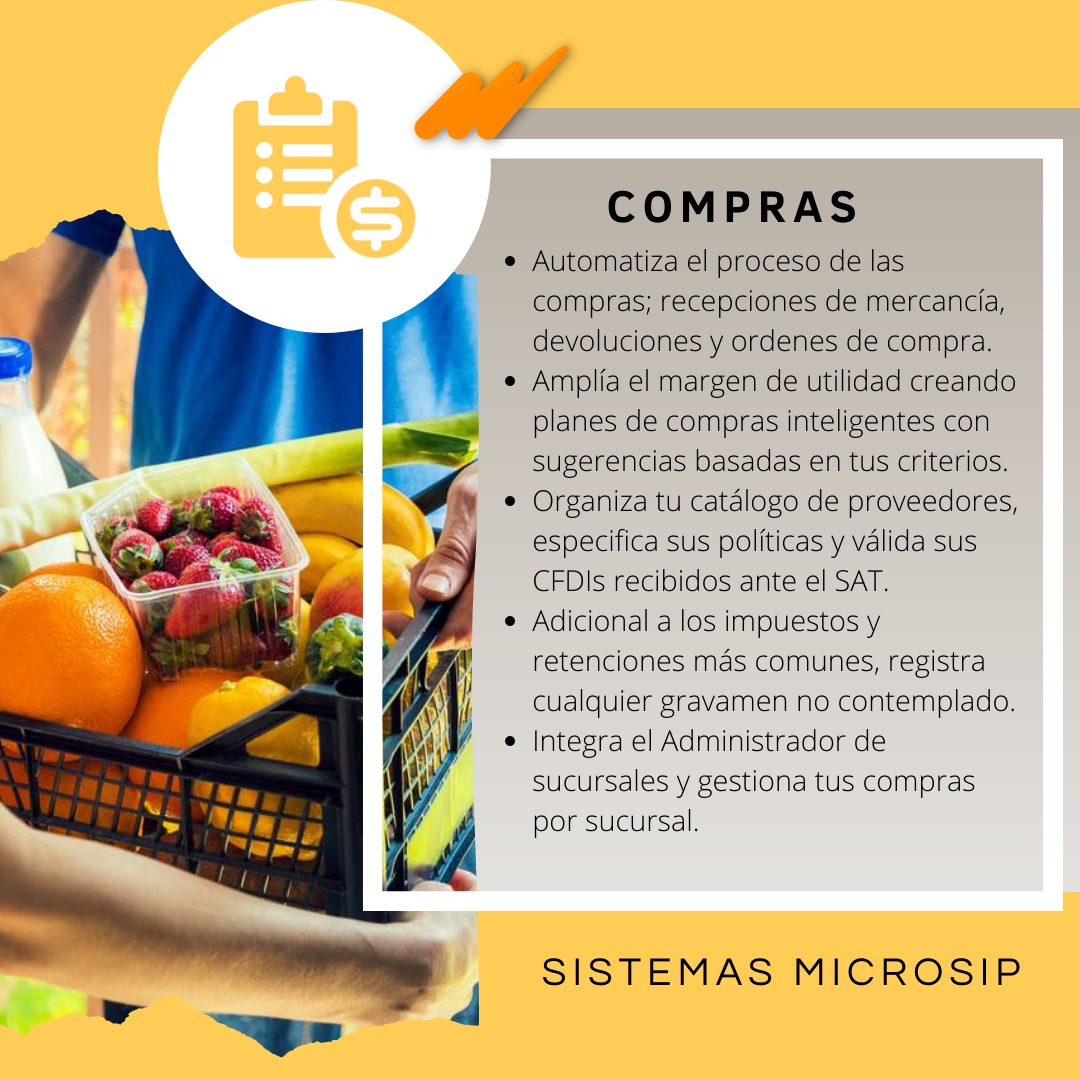 COMPRAS
• Automatiza el proceso de las
compras; recepciones de mercancía,
devoluciones y ordenes de compra.
• Amplía el margen de utilidad creando
planes de compras inteligentes con
sugerencias basadas en tus criterios.
• Organiza tu catálogo de proveedores,
especifica sus políticas y válida sus
CFDIs recibidos ante el SAT.
• Adicional a los impuestos y
retenciones más comunes, registra
cualquier gravamen no contemplado.
• Integra el Administrador de
sucursales y gestiona tus compras
por sucursal.
SISTEMAS MICROSIP